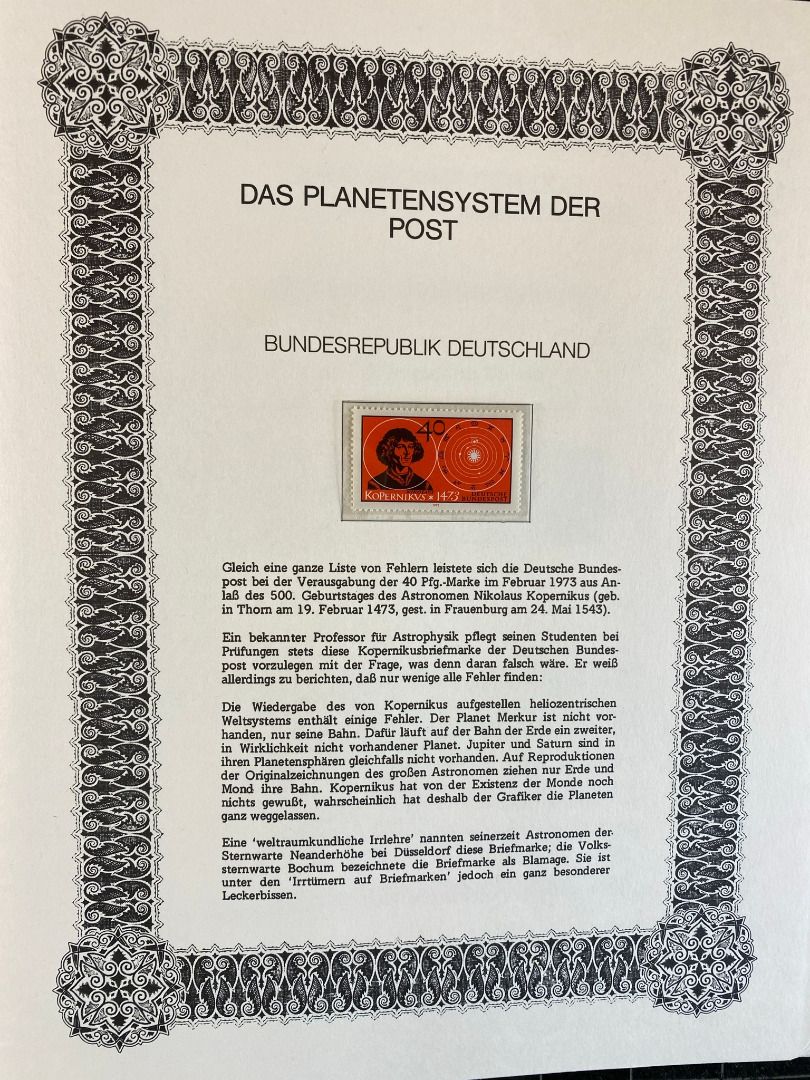 DAS PLANETENSYSTEM DER
POST
BUNDESREPUBLIK DEUTSCHLAND
40
KOPERNIKVS * 1473
DEUTSCHE
BUNDESPOST
Gleich eine ganze Liste von Fehlern leistete sich die Deutsche Bundes-
post bei der Verausgabung der 40 Pfg.-Marke im Februar 1973 aus An-
laß des 500. Geburtstages des Astronomen Nikolaus Kopernikus (geb.
in Thorn am 19. Februar 1473, gest. in Frauenburg am 24. Mai 1543).
Ein bekannter Professor für Astrophysik pflegt seinen Studenten bei
Prüfungen stets diese Kopernikusbriefmarke der Deutschen Bundes-
post vorzulegen mit der Frage, was denn daran falsch wäre. Er weiß
allerdings zu berichten, daß nur wenige alle Fehler finden:
Die Wiedergabe des von Kopernikus aufgestellen heliozentrischen
Weltsystems enthält einige Fehler. Der Planet Merkur ist nicht vor-
handen, nur seine Bahn. Dafür läuft auf der Bahn der Erde ein zweiter,
in Wirklichkeit nicht vorhandener Planet. Jupiter und Saturn sind in
ihren Planetensphären gleichfalls nicht vorhanden. Auf Reproduktionen
der Originalzeichnungen des großen Astronomen ziehen nur Erde und
Mond ihre Bahn. Kopernikus hat von der Existenz der Monde noch
nichts gewußt, wahrscheinlich hat deshalb der Grafiker die Planeten
ganz weggelassen.
Eine 'weltraumkundliche Irrlehre' nannten seinerzeit Astronomen der
Sternwarte Neanderhöhe bei Düsseldorf diese Briefmarke; die Volks-
sternwarte Bochum bezeichnete die Briefmarke als Blamage. Sie ist
unter den 'Irrtümern auf Briefmarken' jedoch ein ganz besonderer
Leckerbissen.